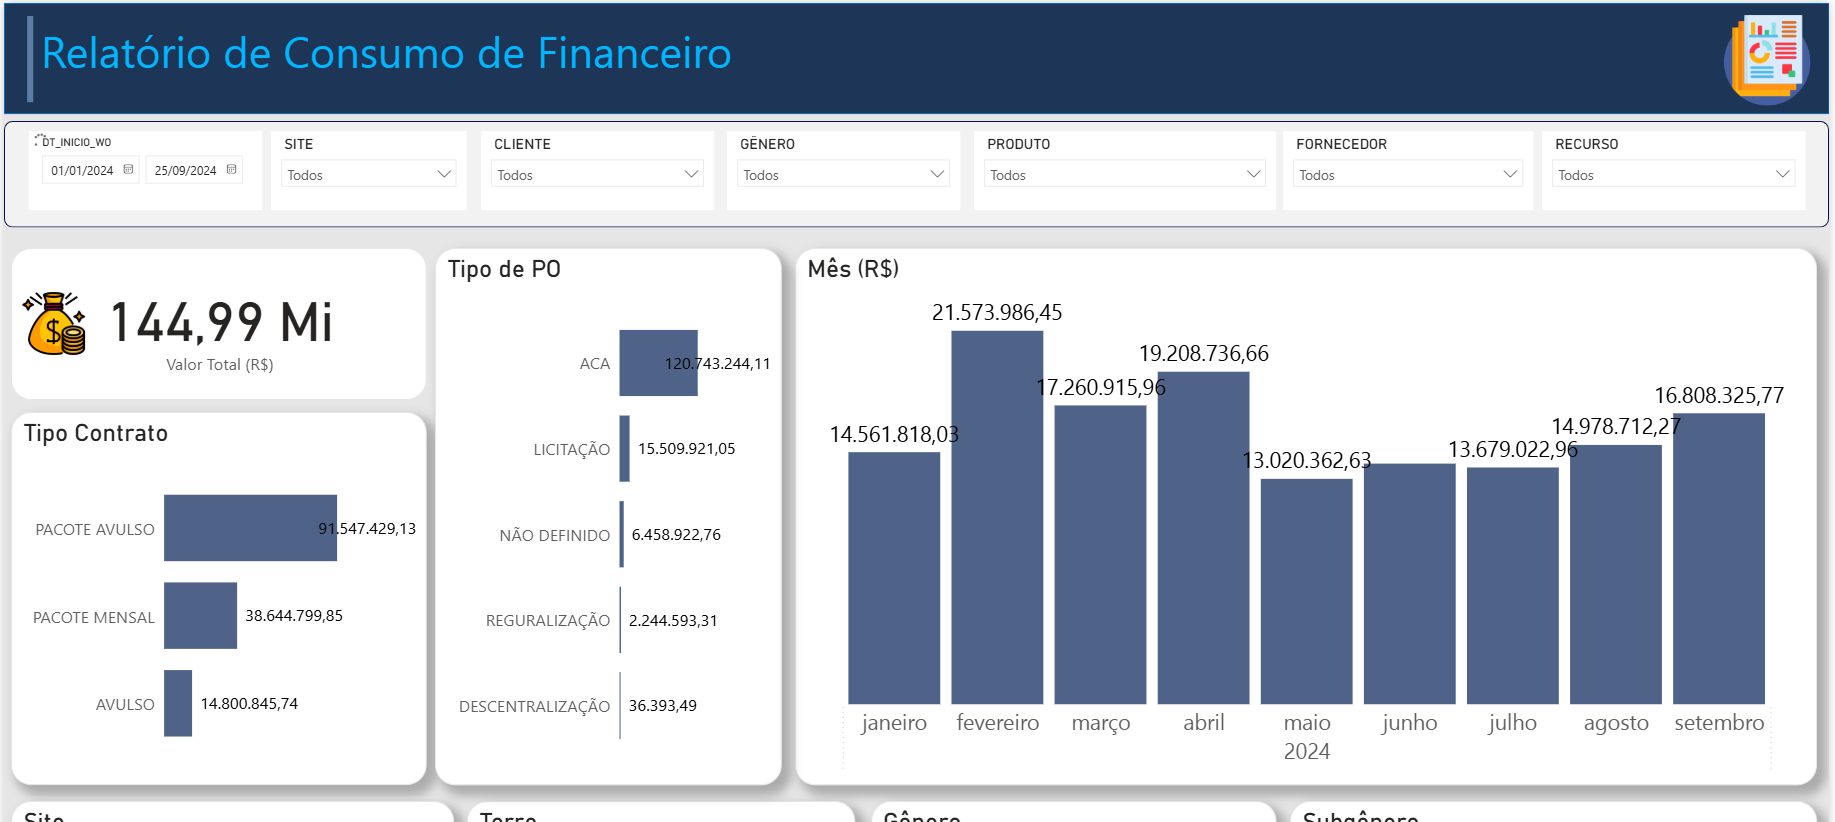 Relatório de Consumo de Financeiro
DT_INICIO_WO
01/01/2024
25/09/2024
SITE
Todos
CLIENTE
Todos
GÊNERO
Todos
PRODUTO
Todos
FORNECEDOR
Todos
RECURSO
Todos
144,99 Mi
Valor Total (R$)
Tipo Contrato
PACOTE AVULSO 91.547.429,13
PACOTE MENSAL 38.644.799,85
AVULSO 14.800.845,74
Tipo de PO
ACA 120.743.244,11
LICITAÇÃO 15.509.921,05
NÃO DEFINIDO 6.458.922,76
REGURALIZAÇÃO 2.244.593,31
DESCENTRALIZAÇÃO 36.393,49
Mês (R$)
14.561.818,03
21.573.986,45
17.260.915,96
19.208.736,66
13.020.362,63
13.679.022,96
14.978.712,27
16.808.325,77
janeiro fevereiro março abril maio junho julho agosto setembro
2024
Site
Torre
Gênero
Subgênero